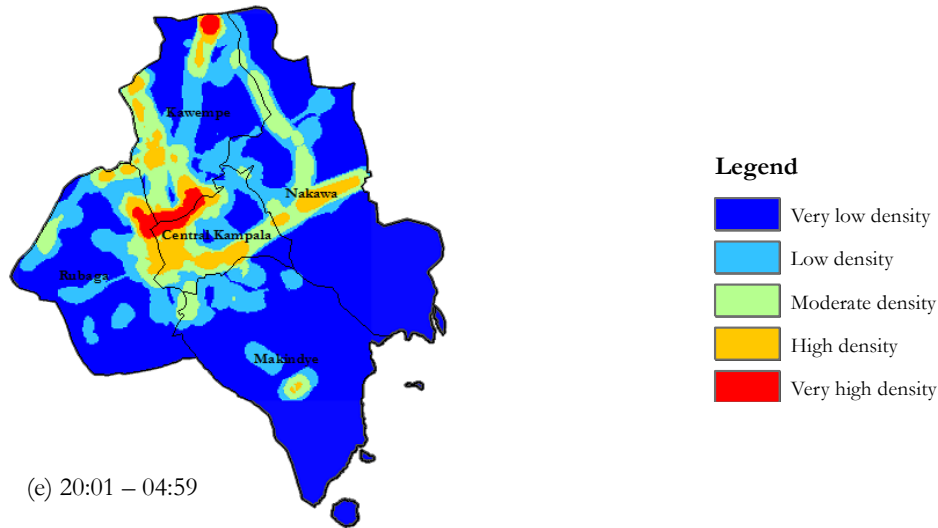 Kawempe
Nakawa
Central Kampala
Rubaga
Makindye
(e) 20:01 – 04:59
Legend
Very low density
Low density
Moderate density
High density
Very high density